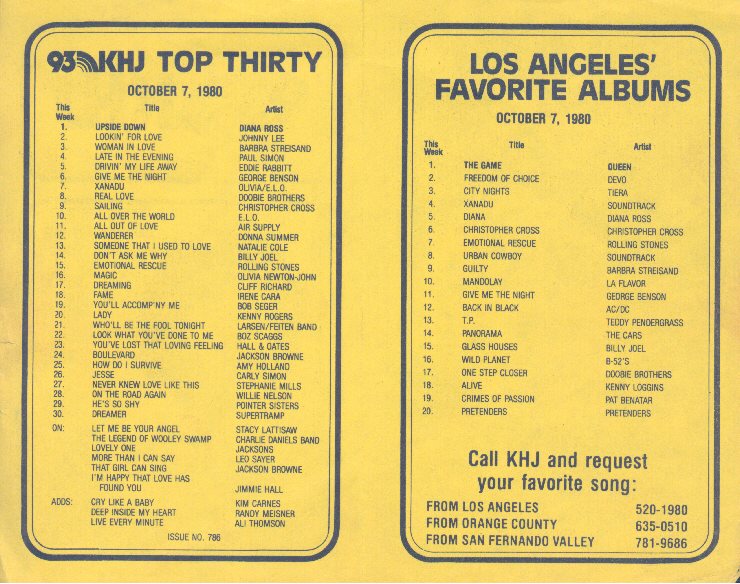 93 KHJ TOP THIRTY
OCTOBER 7, 1980
This Week Title Artist
1. UPSIDE DOWN DIANA ROSS
2. LOOKIN' FOR LOVE JOHNNY LEE
3. WOMAN IN LOVE BARBRA STREISAND
4. LATE IN THE EVENING PAUL SIMON
5. DRIVIN' MY LIFE AWAY EDDIE RABBITT
6. GIVE ME THE NIGHT GEORGE BENSON
7. XANADU OLIVIA/E.L.O.
8. REAL LOVE DOOBIE BROTHERS
9. SAILING CHRISTOPHER CROSS
10. ALL OVER THE WORLD E.L.O.
11. ALL OUT OF LOVE AIR SUPPLY
12. WANDERER DONNA SUMMER
13. SOMEONE THAT I USED TO LOVE NATALIE COLE
14. DON'T ASK ME WHY BILLY JOEL
15. EMOTIONAL RESCUE ROLLING STONES
16. MAGIC OLIVIA NEWTON-JOHN
17. DREAMING CLIFF RICHARD
18. FAME IRENE CARA
19. YOU'LL ACCOMP'NY ME BOB SEGER
20. LADY KENNY ROGERS
21. WHO'LL BE THE FOOL TONIGHT LARSEN/FEITEN BAND
22. LOOK WHAT YOU'VE DONE TO ME BOZ SCAGGS
23. YOU'VE LOST THAT LOVING FEELING HALL & OATES
24. BOULEVARD JACKSON BROWNE
25. HOW DO I SURVIVE AMY HOLLAND
26. JESSE CARLY SIMON
27. NEVER KNEW LOVE LIKE THIS STEPHANIE MILLS
28. ON THE ROAD AGAIN WILLIE NELSON
29. HE'S SO SHY POINTER SISTERS
30. DREAMER SUPERTRAMP
ON: LET ME BE YOUR ANGEL STACY LATTISAW
THE LEGEND OF WOOLEY SWAMP CHARLIE DANIELS BAND
LOVELY ONE JACKSONS
MORE THAN I CAN SAY LEO SAYER
THAT GIRL CAN SING JACKSON BROWNE
I'M HAPPY THAT LOVE HAS
FOUND YOU JIMMIE HALL
ADDS: CRY LIKE A BABY KIM CARNES
DEEP INSIDE MY HEART RANDY MEISNER
LIVE EVERY MINUTE ALI THOMSON
ISSUE NO. 786
LOS ANGELES'
FAVORITE ALBUMS
OCTOBER 7, 1980
This Week Title Artist
1. THE GAME QUEEN
2. FREEDOM OF CHOICE DEVO
3. CITY NIGHTS TIERA
4. XANADU SOUNDTRACK
5. DIANA DIANA ROSS
6. CHRISTOPHER CROSS CHRISTOPHER CROSS
7. EMOTIONAL RESCUE ROLLING STONES
8. URBAN COWBOY SOUNDTRACK
9. GUILTY BARBRA STREISAND
10. MANDOLAY LA FLAVOR
11. GIVE ME THE NIGHT GEORGE BENSON
12. BACK IN BLACK AC/DC
13. T.P. TEDDY PENDERGRASS
14. PANORAMA THE CARS
15. GLASS HOUSES BILLY JOEL
16. WILD PLANET B-52'S
17. ONE STEP CLOSER DOOBIE BROTHERS
18. ALIVE KENNY LOGGINS
19. CRIMES OF PASSION PAT BENATAR
20. PRETENDERS PRETENDERS
Call KHJ and request
your favorite song:
FROM LOS ANGELES 520-1980
FROM ORANGE COUNTY 635-0510
FROM SAN FERNANDO VALLEY 781-9686